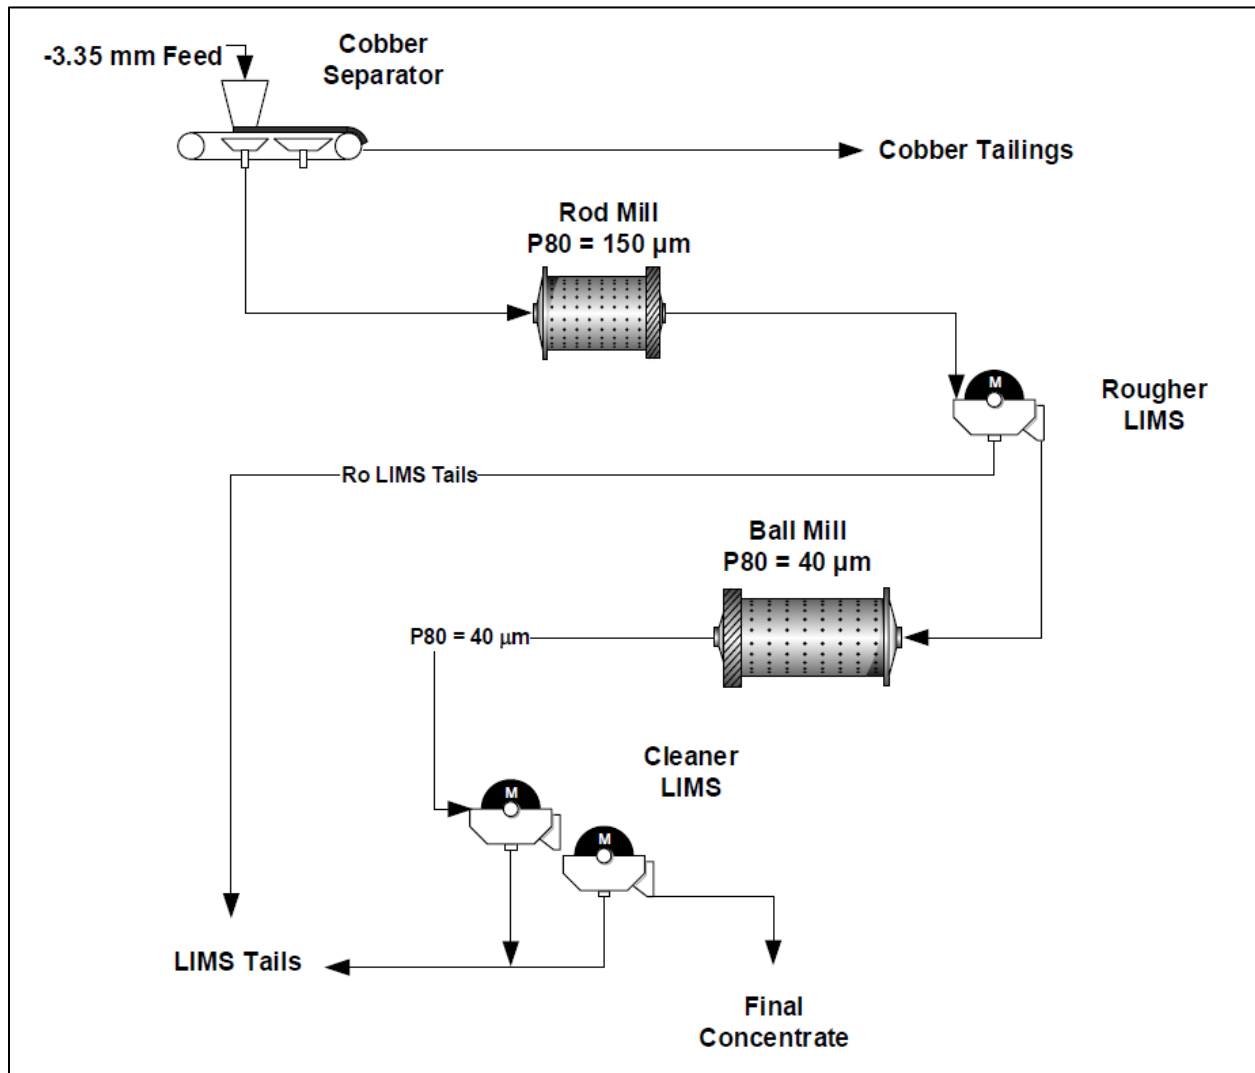 -3.35 mm Feed
Cobber
Separator
Cobber Tailings
Rod Mill
P80 = 150 µm
M
Rougher
LIMS
Ro LIMS Tails
Ball Mill
P80 = 40 µm
P80 = 40 µm
Cleaner
LIMS
M
M
LIMS Tails
Final
Concentrate